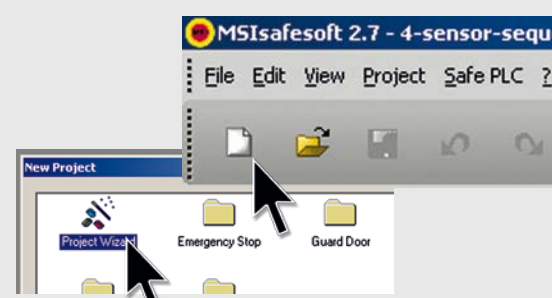 MSIsafesoft 2.7 - 4-sensor-sequ
File Edit View Project Safe PLC ?
New Project
Project Wizard Emergency Stop Guard Door